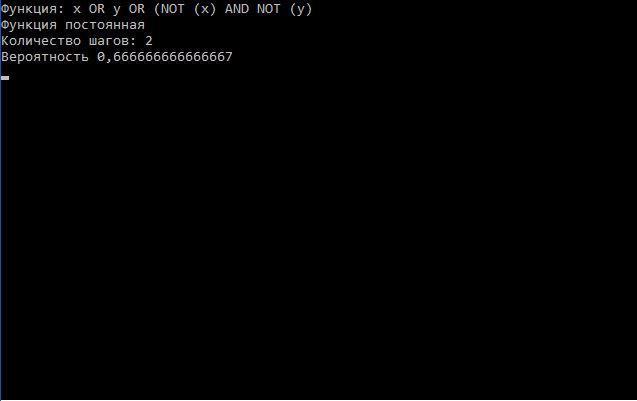 Функция: x OR y OR (NOT (x) AND NOT (y)
Функция постоянная
Количество шагов: 2
Вероятность 0,666666666666667